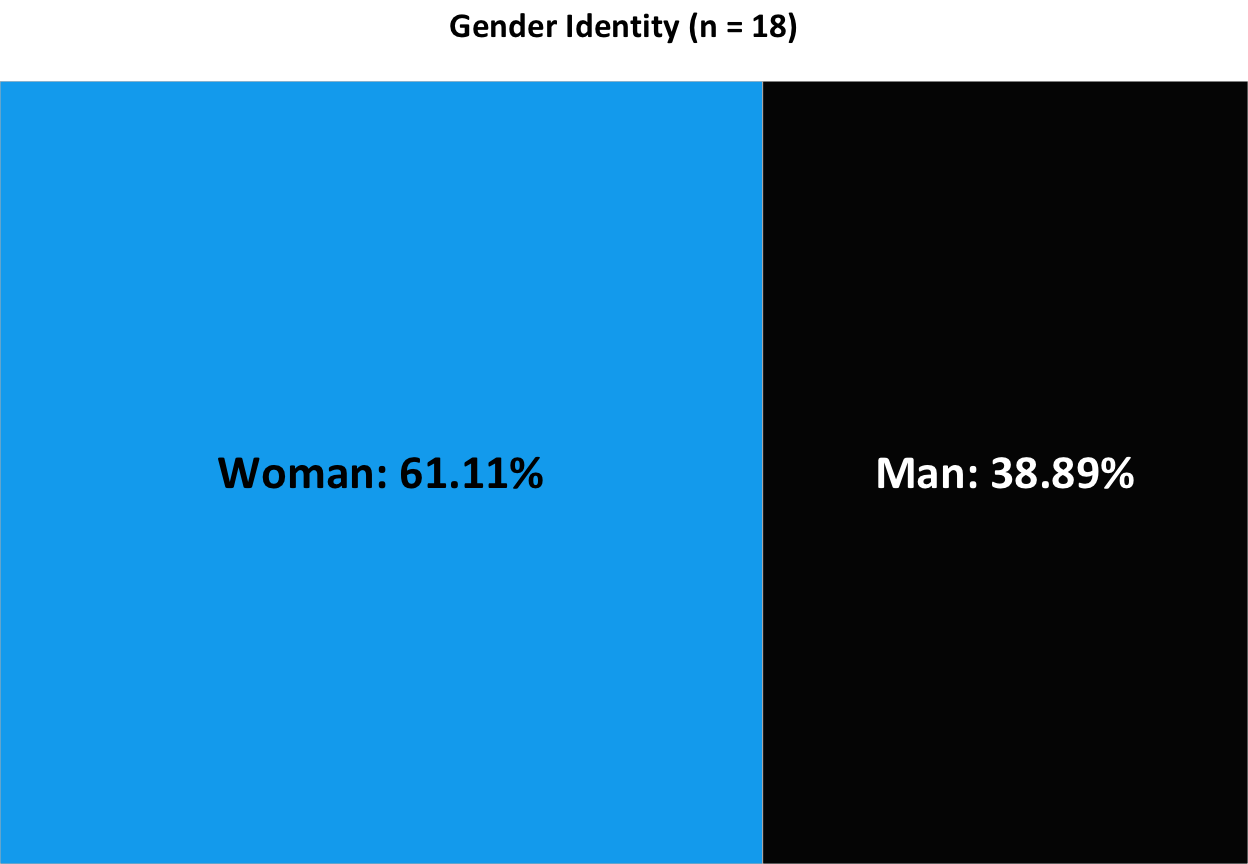 Gender Identity (n = 18)
Woman: 61.11%
Man: 38.89%